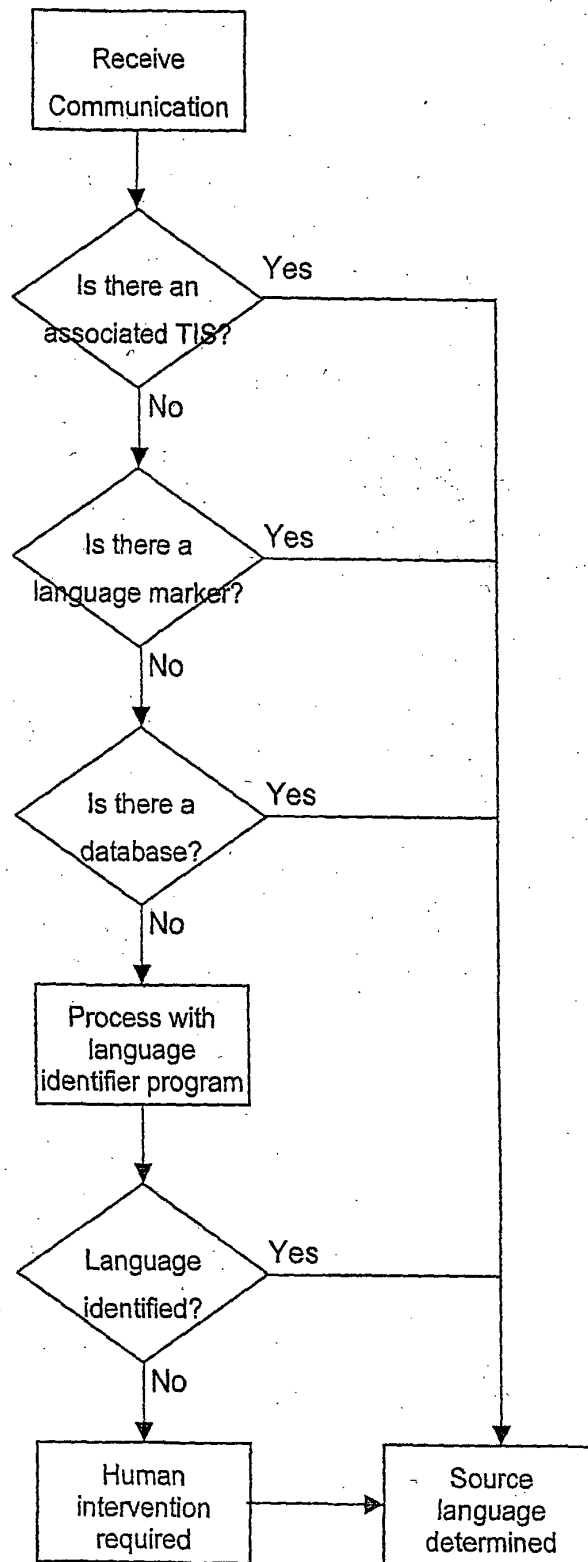 Receive
Communication
Is there an
associated TIS?
Yes
No
Is there a
language marker?
Yes
No
Is there a
database?
Yes
No
Process with
language
identifier program
Language
identified?
Yes
No
Human
intervention
required
Source
language
determined